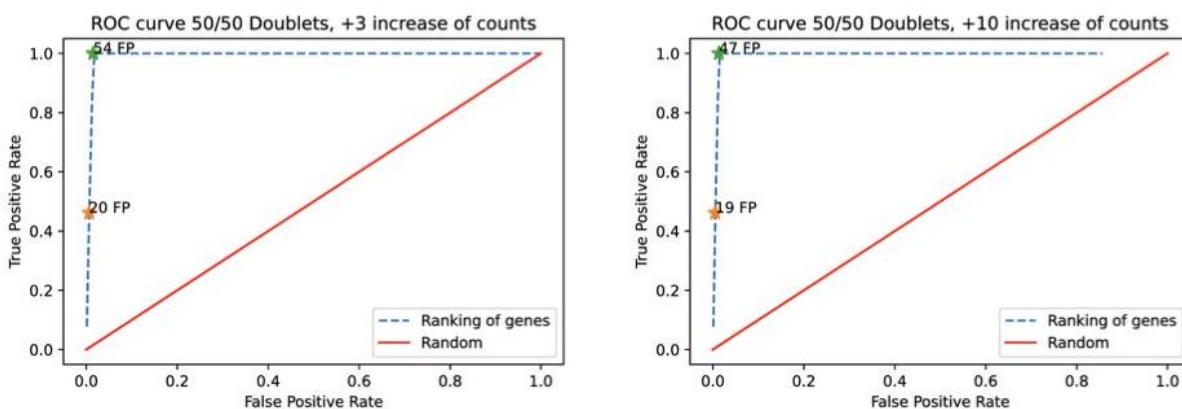 ROC curve 50/50 Doublets, +3 increase of counts
1.0
0.8
0.6
0.4
0.2
0.0
True Positive Rate
54 FP
20 FP
Ranking of genes
Random
0.0 0.2 0.4 0.6 0.8 1.0
False Positive Rate
ROC curve 50/50 Doublets, +10 increase of counts
1.0
0.8
0.6
0.4
0.2
0.0
True Positive Rate
47 FP
19 FP
Ranking of genes
Random
0.0 0.2 0.4 0.6 0.8 1.0
False Positive Rate